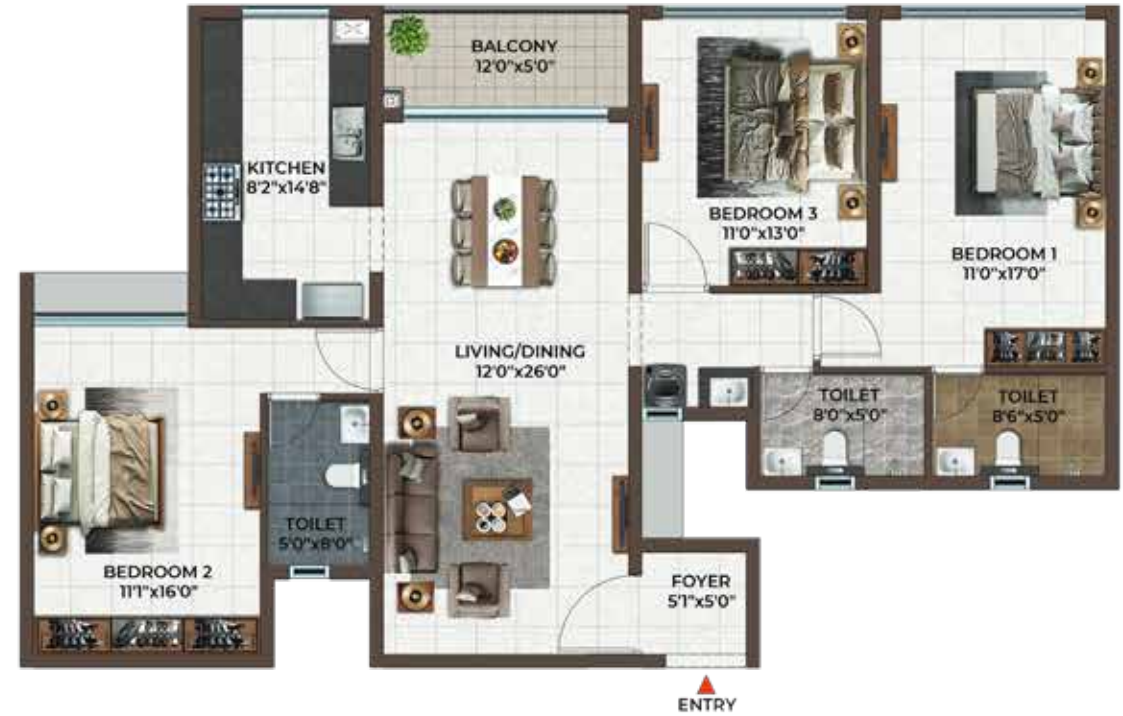 BALCONY
12'0"x5'0"
KITCHEN
8'2"x14'8"
BEDROOM 3
11'0"x13'0"
BEDROOM 1
11'0"x17'0"
LIVING/DINING
12'0"x26'0"
TOILET
8'0"x5'0"
TOILET
8'6"x5'0"
TOILET
5'0"x8'0"
BEDROOM 2
11'1"x16'0"
FOYER
5'1"x5'0"
ENTRY